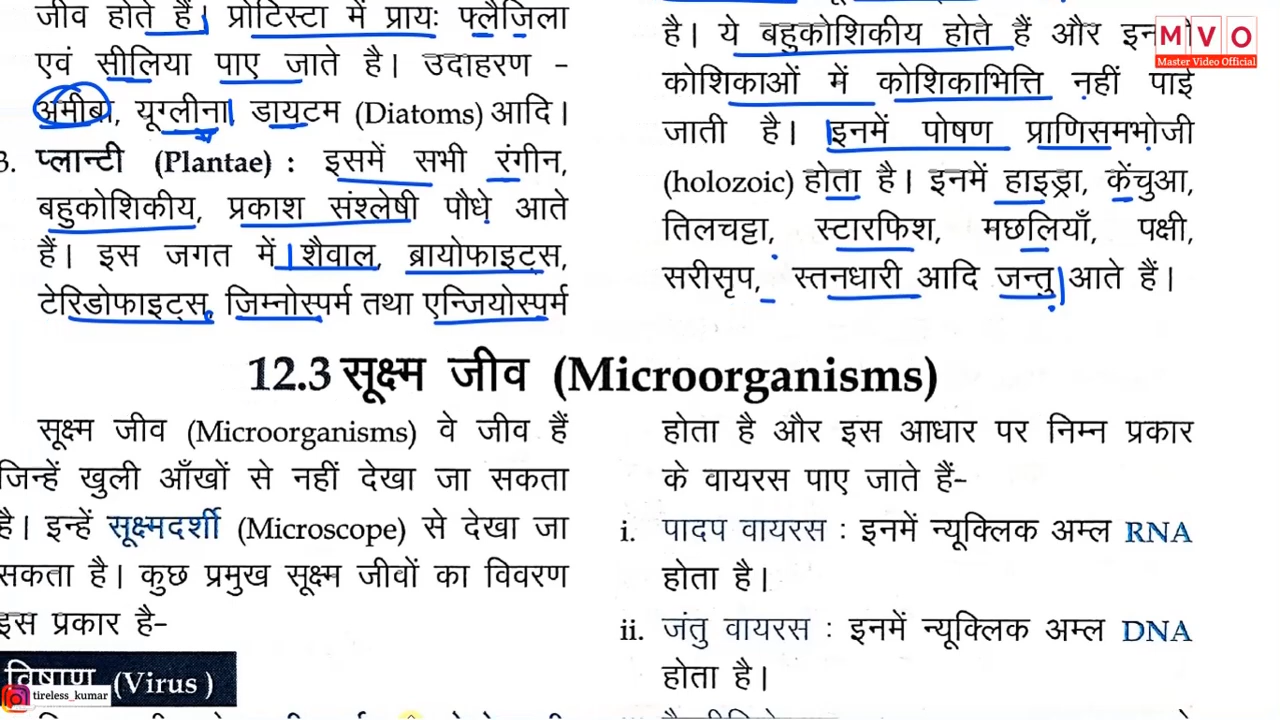 जीव होते हैं। प्रोटिस्टा में प्रायः फ्लैजिला
एवं सीलिया पाए जाते है। उदाहरण -
अमीबा, यूग्लीना, डायटम (Diatoms) आदि।
3. प्लान्टी (Plantae) : इसमें सभी रंगीन,
बहुकोशिकीय, प्रकाश संश्लेषी पौधे आते
हैं। इस जगत में शैवाल, ब्रायोफाइट्स,
टेरिडोफाइट्स, जिम्नोस्पर्म तथा एन्जियोस्पर्म
है। ये बहुकोशिकीय होते हैं और
कोशिकाओं में कोशिकाभित्ति नहीं पाई
जाती है। इनमें पोषण प्राणिसमभोजी
(holozoic) होता है। इनमें हाइड्रा, केंचुआ,
तिलचट्टा, स्टारफिश, मछलियाँ, पक्षी,
सरीसृप, स्तनधारी आदि जन्तु आते हैं।
12.3 सूक्ष्म जीव (Microorganisms)
सूक्ष्म जीव (Microorganisms) वे जीव हैं
जिन्हें खुली आँखों से नहीं देखा जा सकता
है। इन्हें सूक्ष्मदर्शी (Microscope) से देखा जा
सकता है। कुछ प्रमुख सूक्ष्म जीवों का विवरण
इस प्रकार है-
विषाणु (Virus )
होता है और इस आधार पर निम्न प्रकार
के वायरस पाए जाते हैं-
i. पादप वायरस : इनमें न्यूक्लिक अम्ल RNA
होता है।
ii. जंतु वायरस : इनमें न्यूक्लिक अम्ल DNA
होता है।
MVO
Master Video Official
tireless_kumar